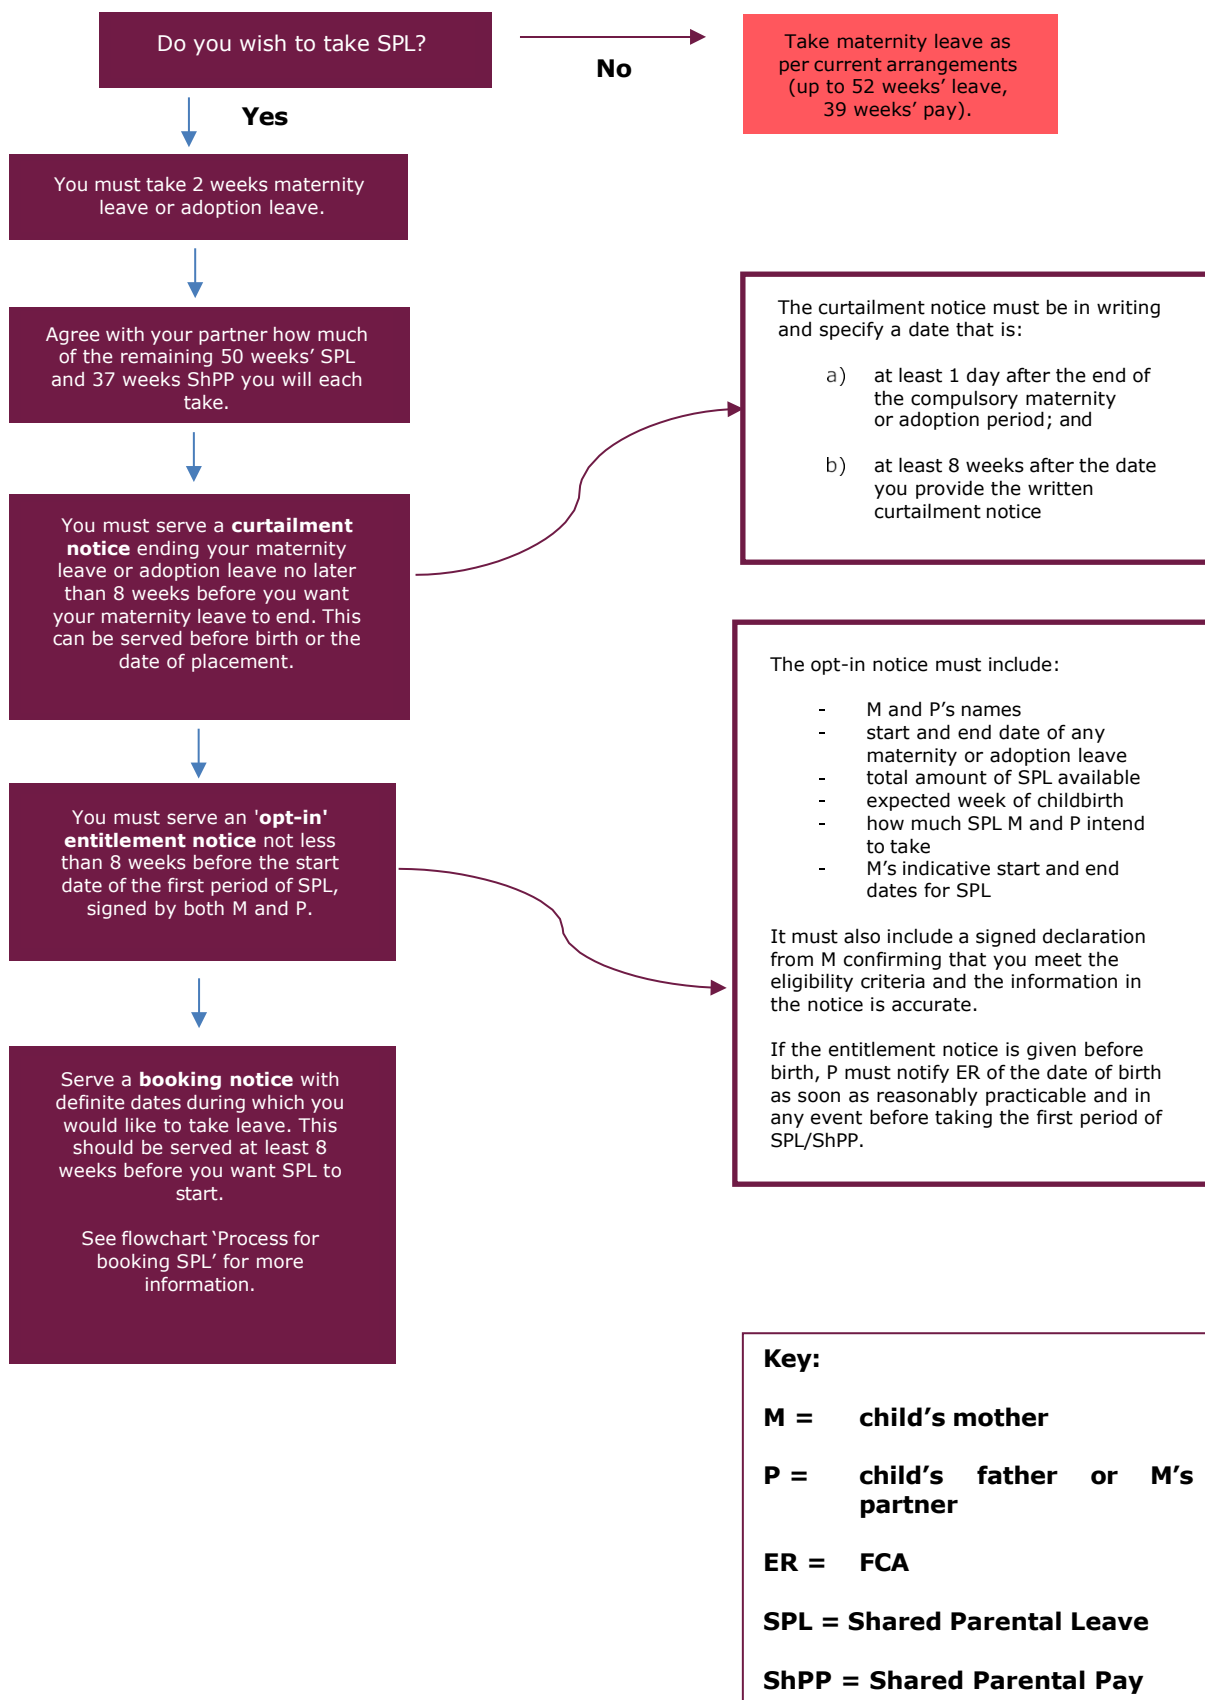 Do you wish to take SPL?
No
Take maternity leave as
per current arrangements
(up to 52 weeks’ leave,
39 weeks’ pay).
Yes
You must take 2 weeks maternity
leave or adoption leave.
Agree with your partner how much
of the remaining 50 weeks’ SPL
and 37 weeks ShPP you will each
take.
The curtailment notice must be in writing
and specify a date that is:
a) at least 1 day after the end of
the compulsory maternity
or adoption period; and
b) at least 8 weeks after the date
you provide the written
curtailment notice
You must serve a curtailment
notice ending your maternity
leave or adoption leave no later
than 8 weeks before you want
your maternity leave to end. This
can be served before birth or the
date of placement.
You must serve an 'opt-in'
entitlement notice not less
than 8 weeks before the start
date of the first period of SPL,
signed by both M and P.
The opt-in notice must include:
- M and P’s names
- start and end date of any
maternity or adoption leave
- total amount of SPL available
- expected week of childbirth
- how much SPL M and P intend
to take
- M’s indicative start and end
dates for SPL
It must also include a signed declaration
from M confirming that you meet the
eligibility criteria and the information in
the notice is accurate.
If the entitlement notice is given before
birth, P must notify ER of the date of birth
as soon as reasonably practicable and in
any event before taking the first period of
SPL/ShPP.
Serve a booking notice with
definite dates during which you
would like to take leave. This
should be served at least 8
weeks before you want SPL to
start.
See flowchart ‘Process for
booking SPL’ for more
information.
Key:
M = child’s mother
P = child’s father or M’s
partner
ER = FCA
SPL = Shared Parental Leave
ShPP = Shared Parental Pay